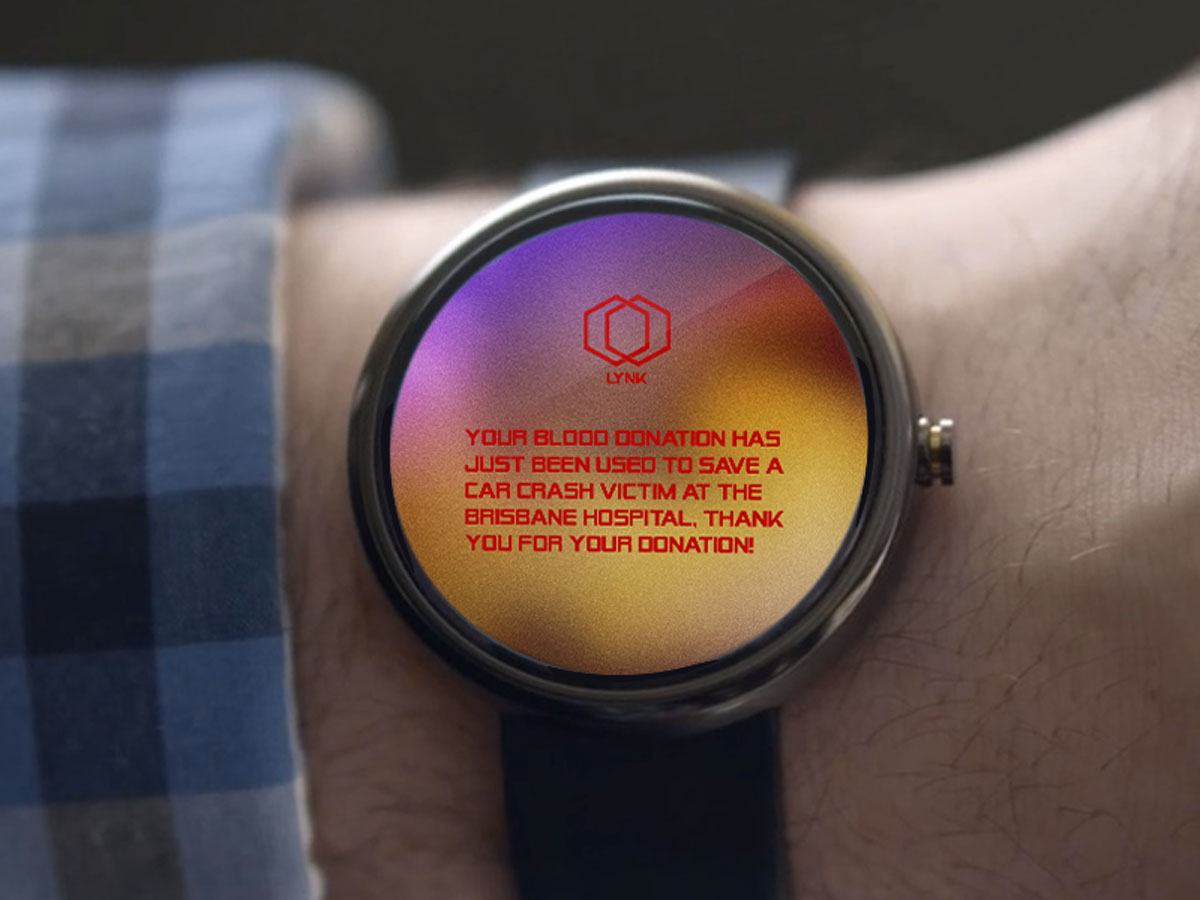 LYNK
YOUR BLOOD DONATION HAS
JUST BEEN USED TO SAVE A
CAR CRASH VICTIM AT THE
BRISBANE HOSPITAL, THANK
YOU FOR YOUR DONATION!